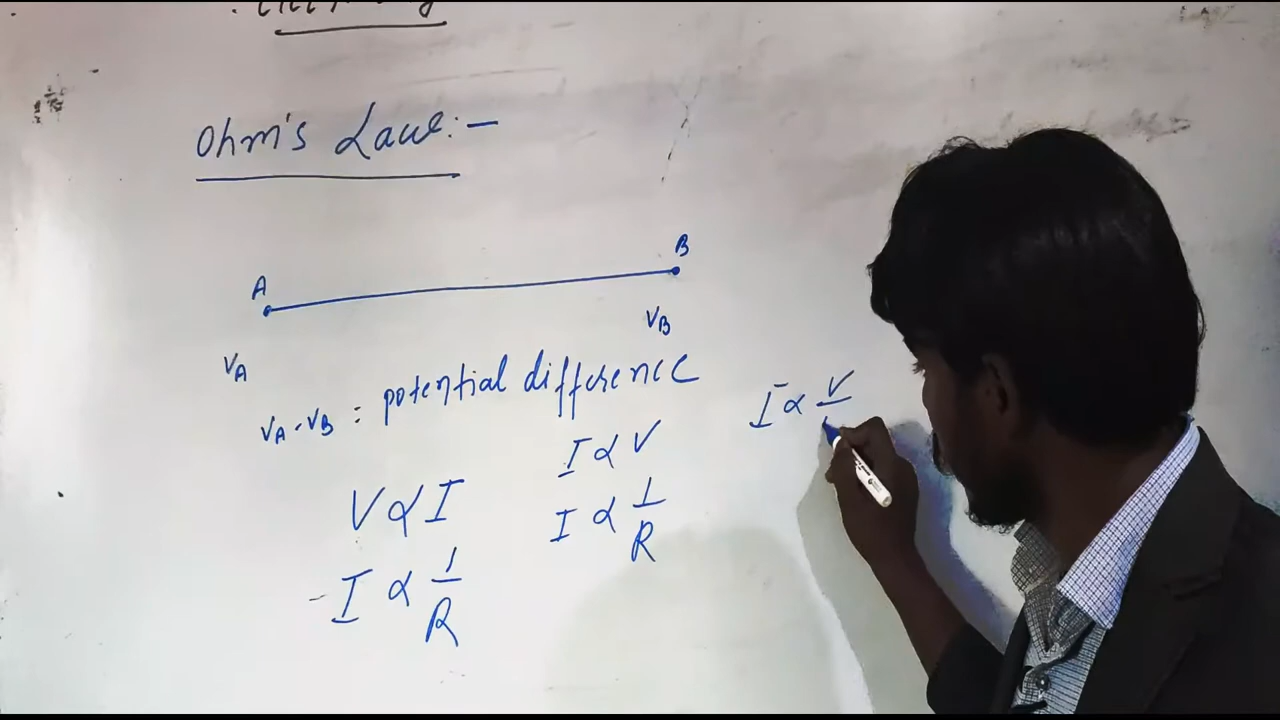 Ohm's Law:-
A
B
VA
VB
VA-VB : potential difference
I ∝ V
V ∝ I
I ∝ 1/R
- I ∝ 1/R
I ∝ V